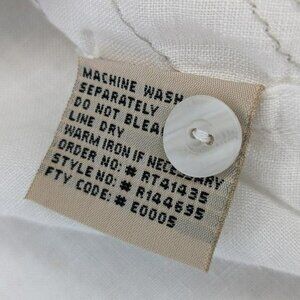 MACHINE WASH
SEPARATELY
DO NOT BLEACH
LINE DRY
WARM IRON IF NECESSARY
ORDER NO: # RT41435
STYLE NO: # R144695
FTY CODE: # E0005